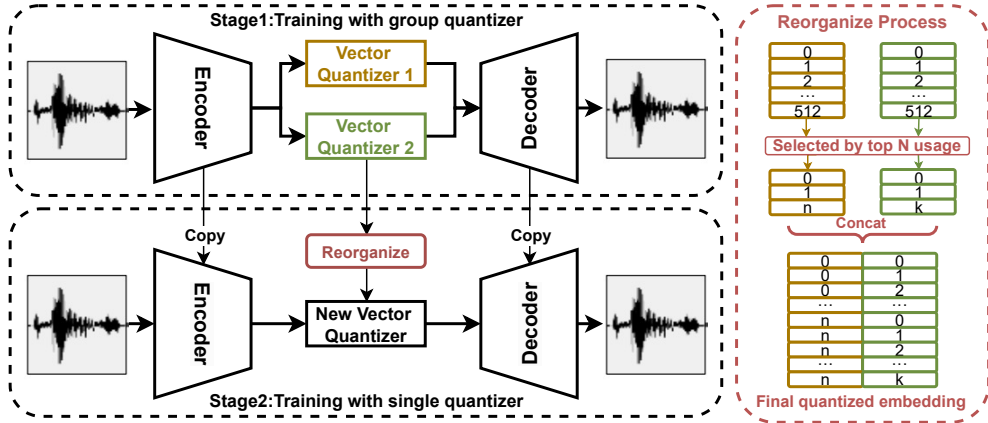 Stage1:Training with group quantizer
Encoder
Vector
Quantizer 1
Vector
Quantizer 2
Decoder
Copy
Reorganize
Copy
Encoder
New Vector
Quantizer
Decoder
Stage2:Training with single quantizer
Reorganize Process
0 0
1 1
2 2
... ...
512 512
Selected by top N usage
0 0
1 1
n k
Concat
0 0
0 1
0 2
... ...
n 0
n 1
n 2
... ...
n k
Final quantized embedding